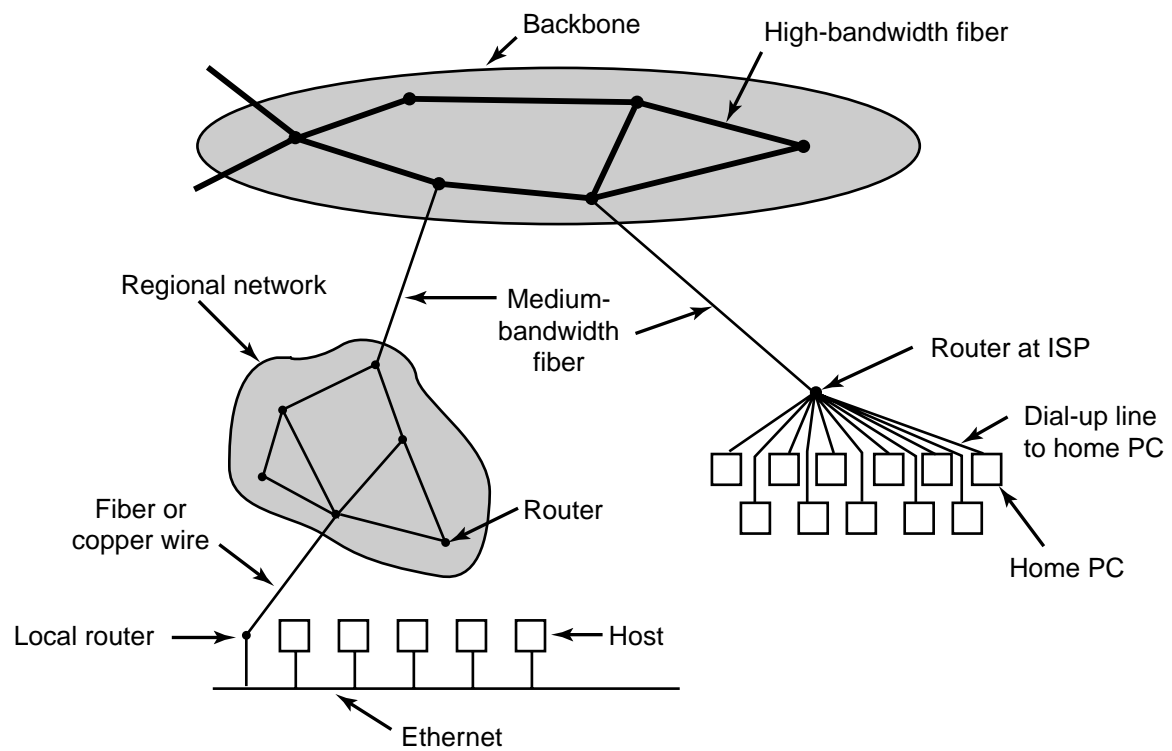 Backbone
High-bandwidth fiber
Regional network
Medium-
bandwidth
fiber
Router at ISP
Dial-up line
to home PC
Fiber or
copper wire
Router
Home PC
Local router
Host
Ethernet